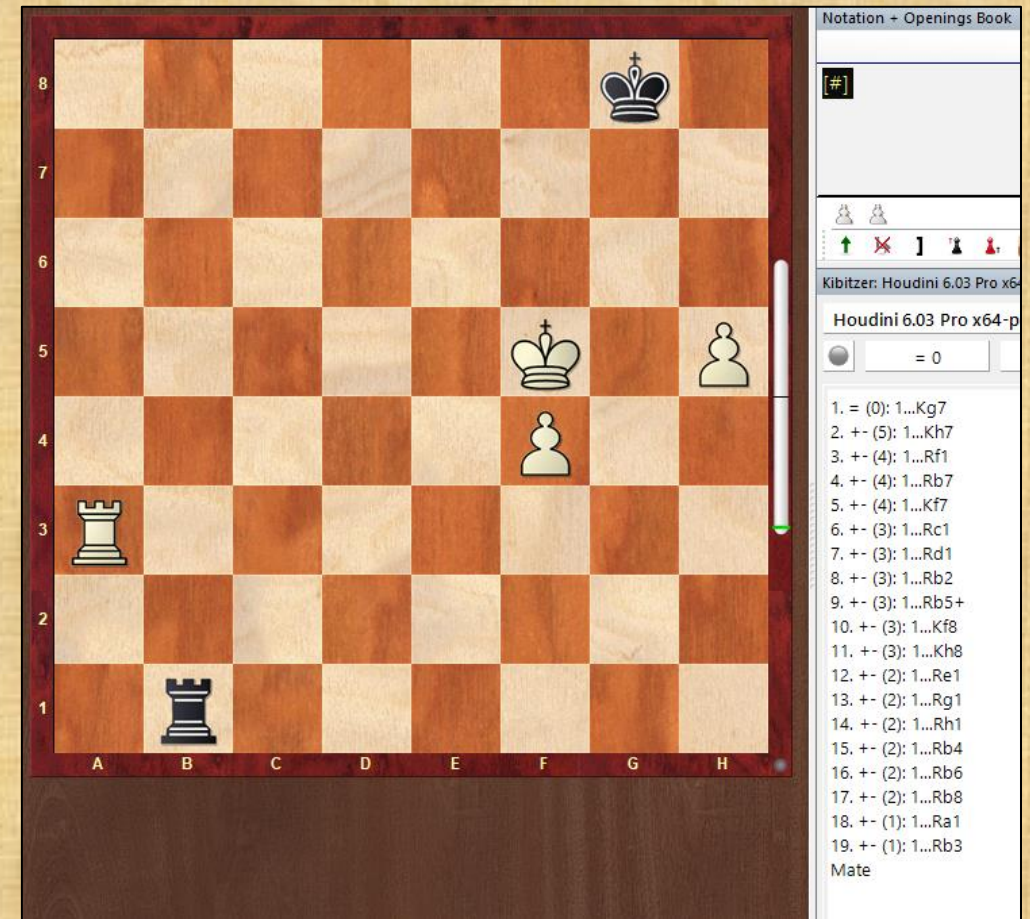 Notation + Openings Book
[#]
8
7
6
5
4
3
2
1
A B C D E F G H
]
Kibitzer: Houdini 6.03 Pro x64
Houdini 6.03 Pro x64-p
= 0
1. = (0): 1...Kg7
2. +- (5): 1...Kh7
3. +- (4): 1...Rf1
4. +- (4): 1...Rb7
5. +- (4): 1...Kf7
6. +- (3): 1...Rc1
7. +- (3): 1...Rd1
8. +- (3): 1...Rb2
9. +- (3): 1...Rb5+
10. +- (3): 1...Kf8
11. +- (3): 1...Kh8
12. +- (2): 1...Re1
13. +- (2): 1...Rg1
14. +- (2): 1...Rh1
15. +- (2): 1...Rb4
16. +- (2): 1...Rb6
17. +- (2): 1...Rb8
18. +- (1): 1...Ra1
19. +- (1): 1...Rb3
Mate